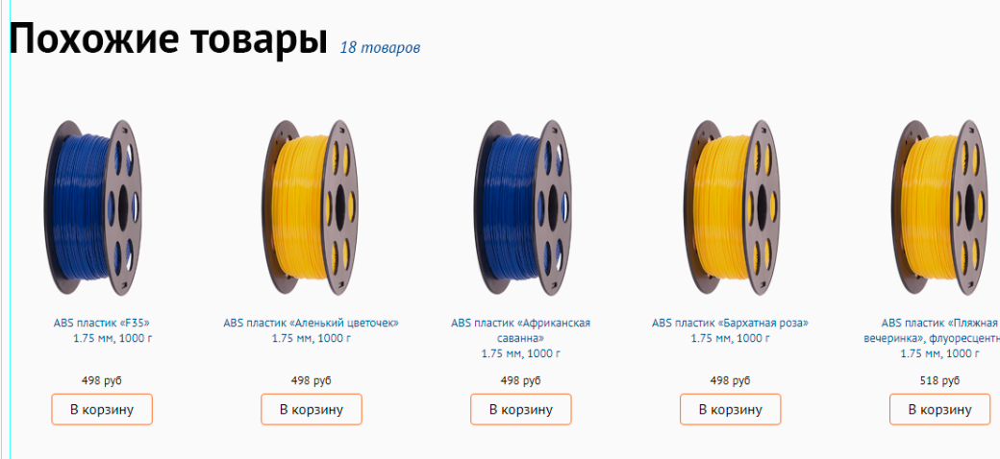 Похожие товары 18 товаров
ABS пластик «F35»
1.75 мм, 1000 г
498 руб
В корзину
ABS пластик «Аленький цветочек»
1.75 мм, 1000 г
498 руб
В корзину
ABS пластик «Африканская
саванна»
1.75 мм, 1000 г
498 руб
В корзину
ABS пластик «Бархатная роза»
1.75 мм, 1000 г
498 руб
В корзину
ABS пластик «Пляжная
вечеринка», флуоресцентн
1.75 мм, 1000 г
518 руб
В корзину